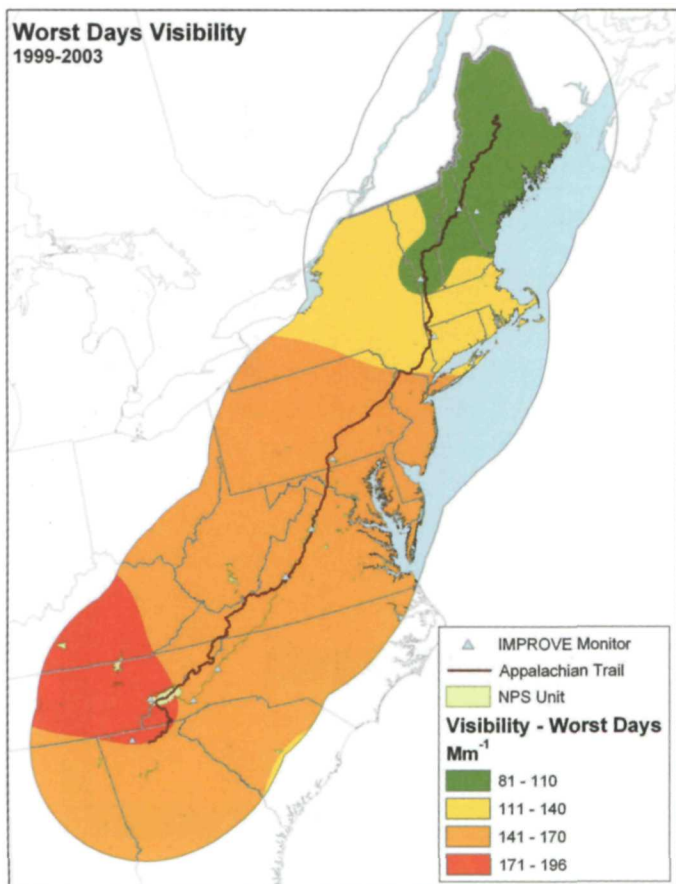 Worst Days Visibility
1999-2003
IMPROVE Monitor
Appalachian Trail
NPS Unit
Visibility - Worst Days
Mm⁻¹
81 - 110
111 - 140
141 - 170
171 - 196